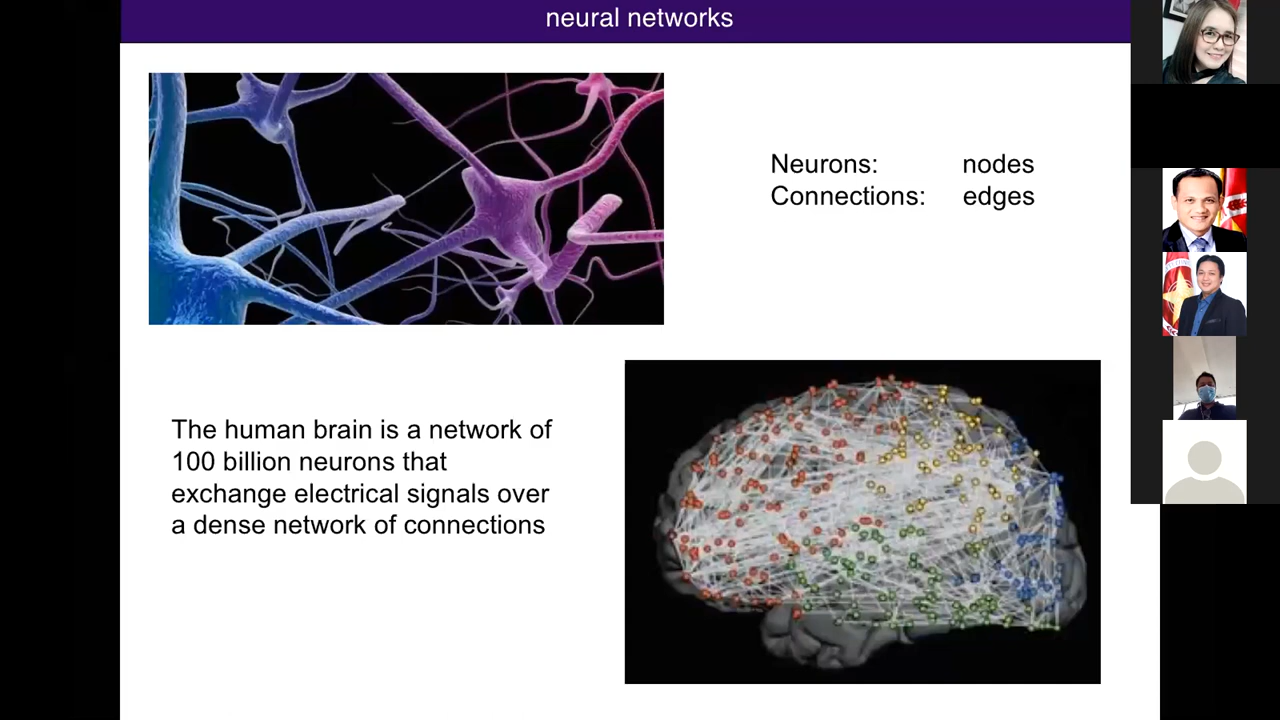 neural networks
Neurons: nodes
Connections: edges
The human brain is a network of
100 billion neurons that
exchange electrical signals over
a dense network of connections